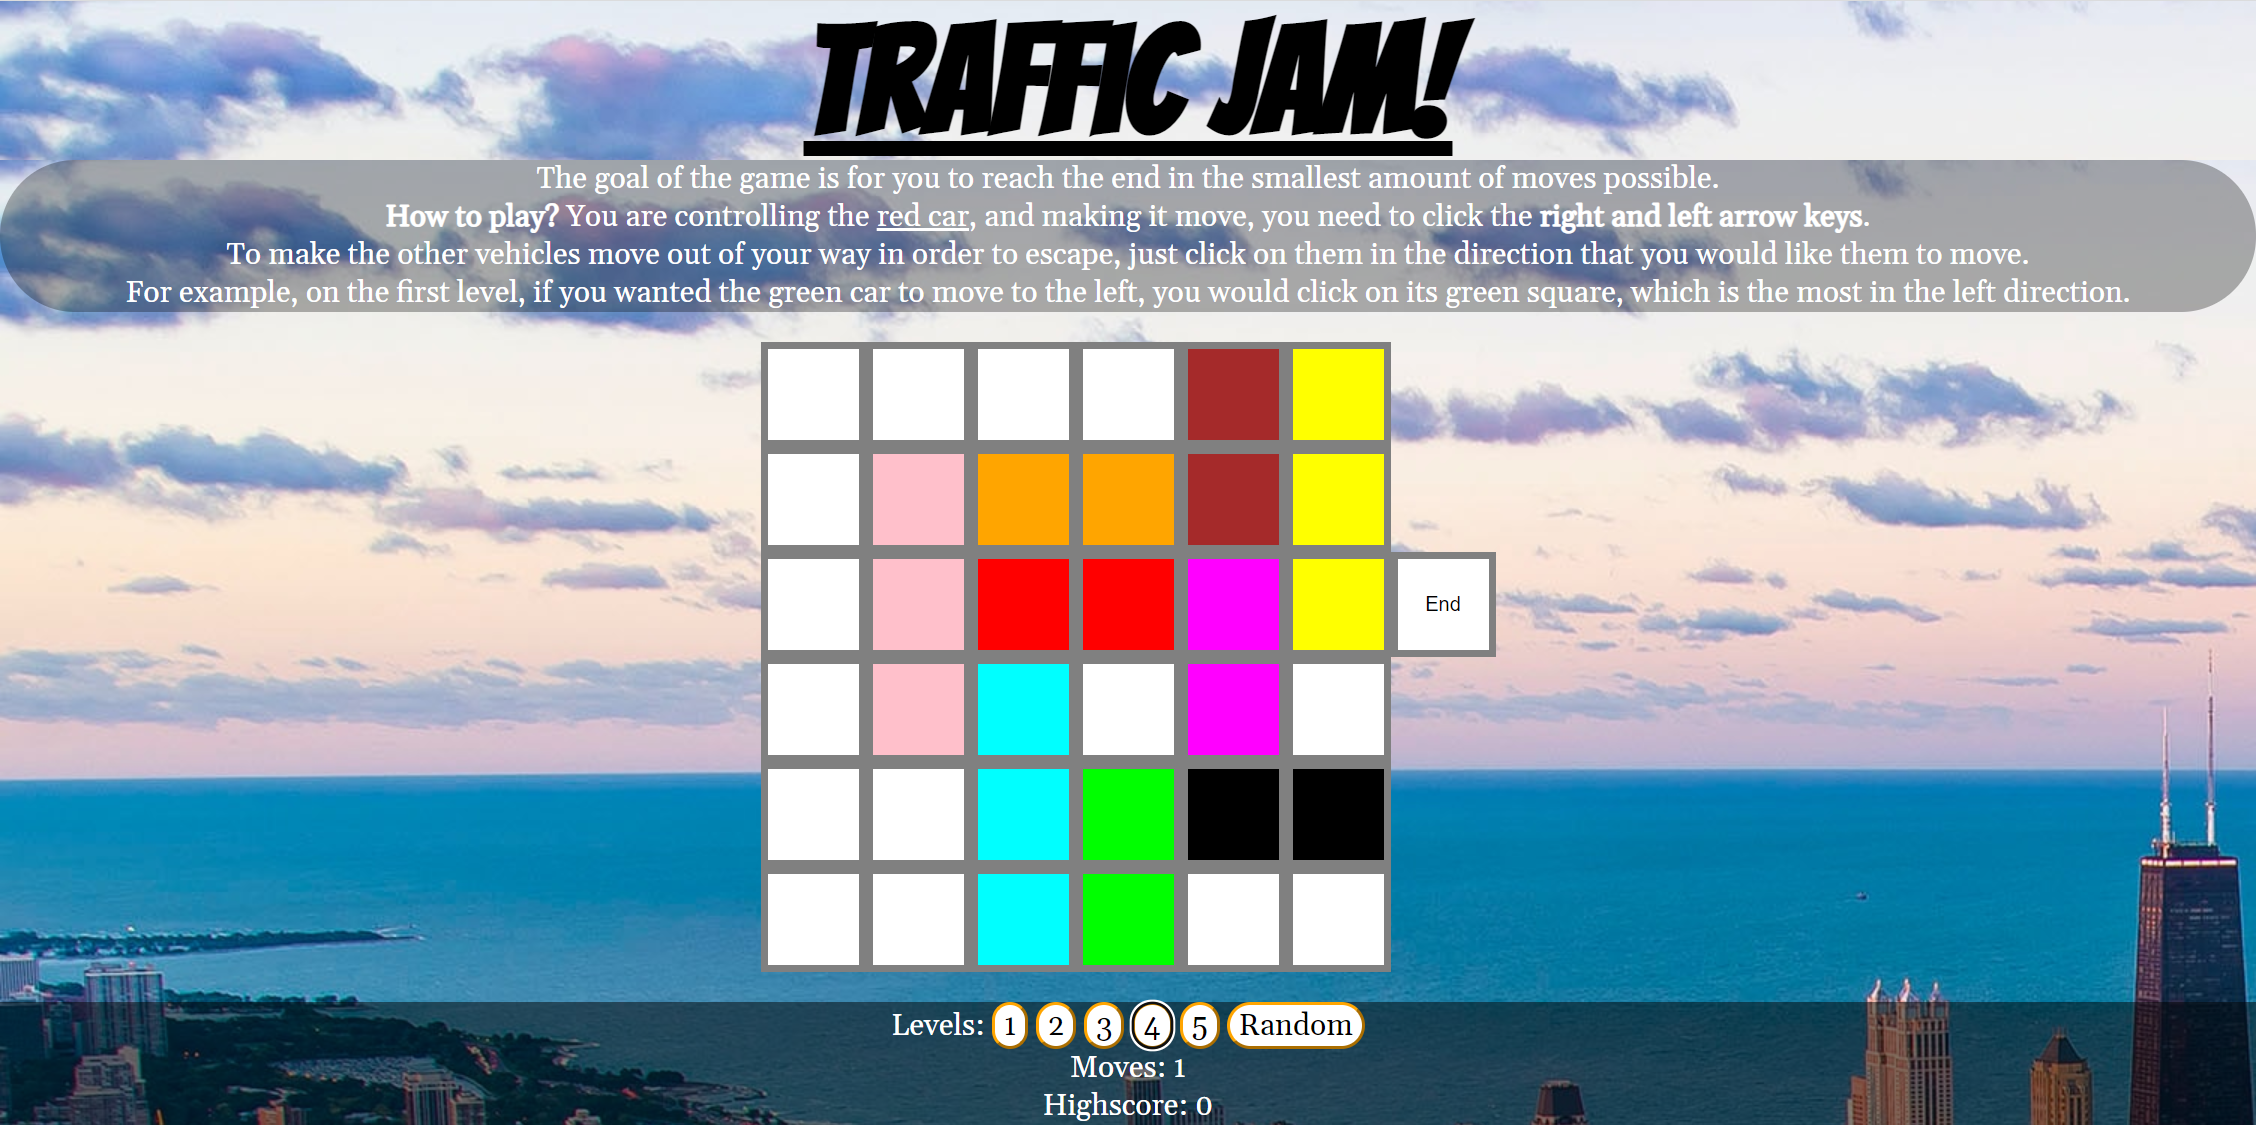 TRAFFIC JAM!
The goal of the game is for you to reach the end in the smallest amount of moves possible.
How to play? You are controlling the red car, and making it move, you need to click the right and left arrow keys.
To make the other vehicles move out of your way in order to escape, just click on them in the direction that you would like them to move.
For example, on the first level, if you wanted the green car to move to the left, you would click on its green square, which is the most in the left direction.
End
Levels: 1 2 3 4 5 Random
Moves: 1
Highscore: 0